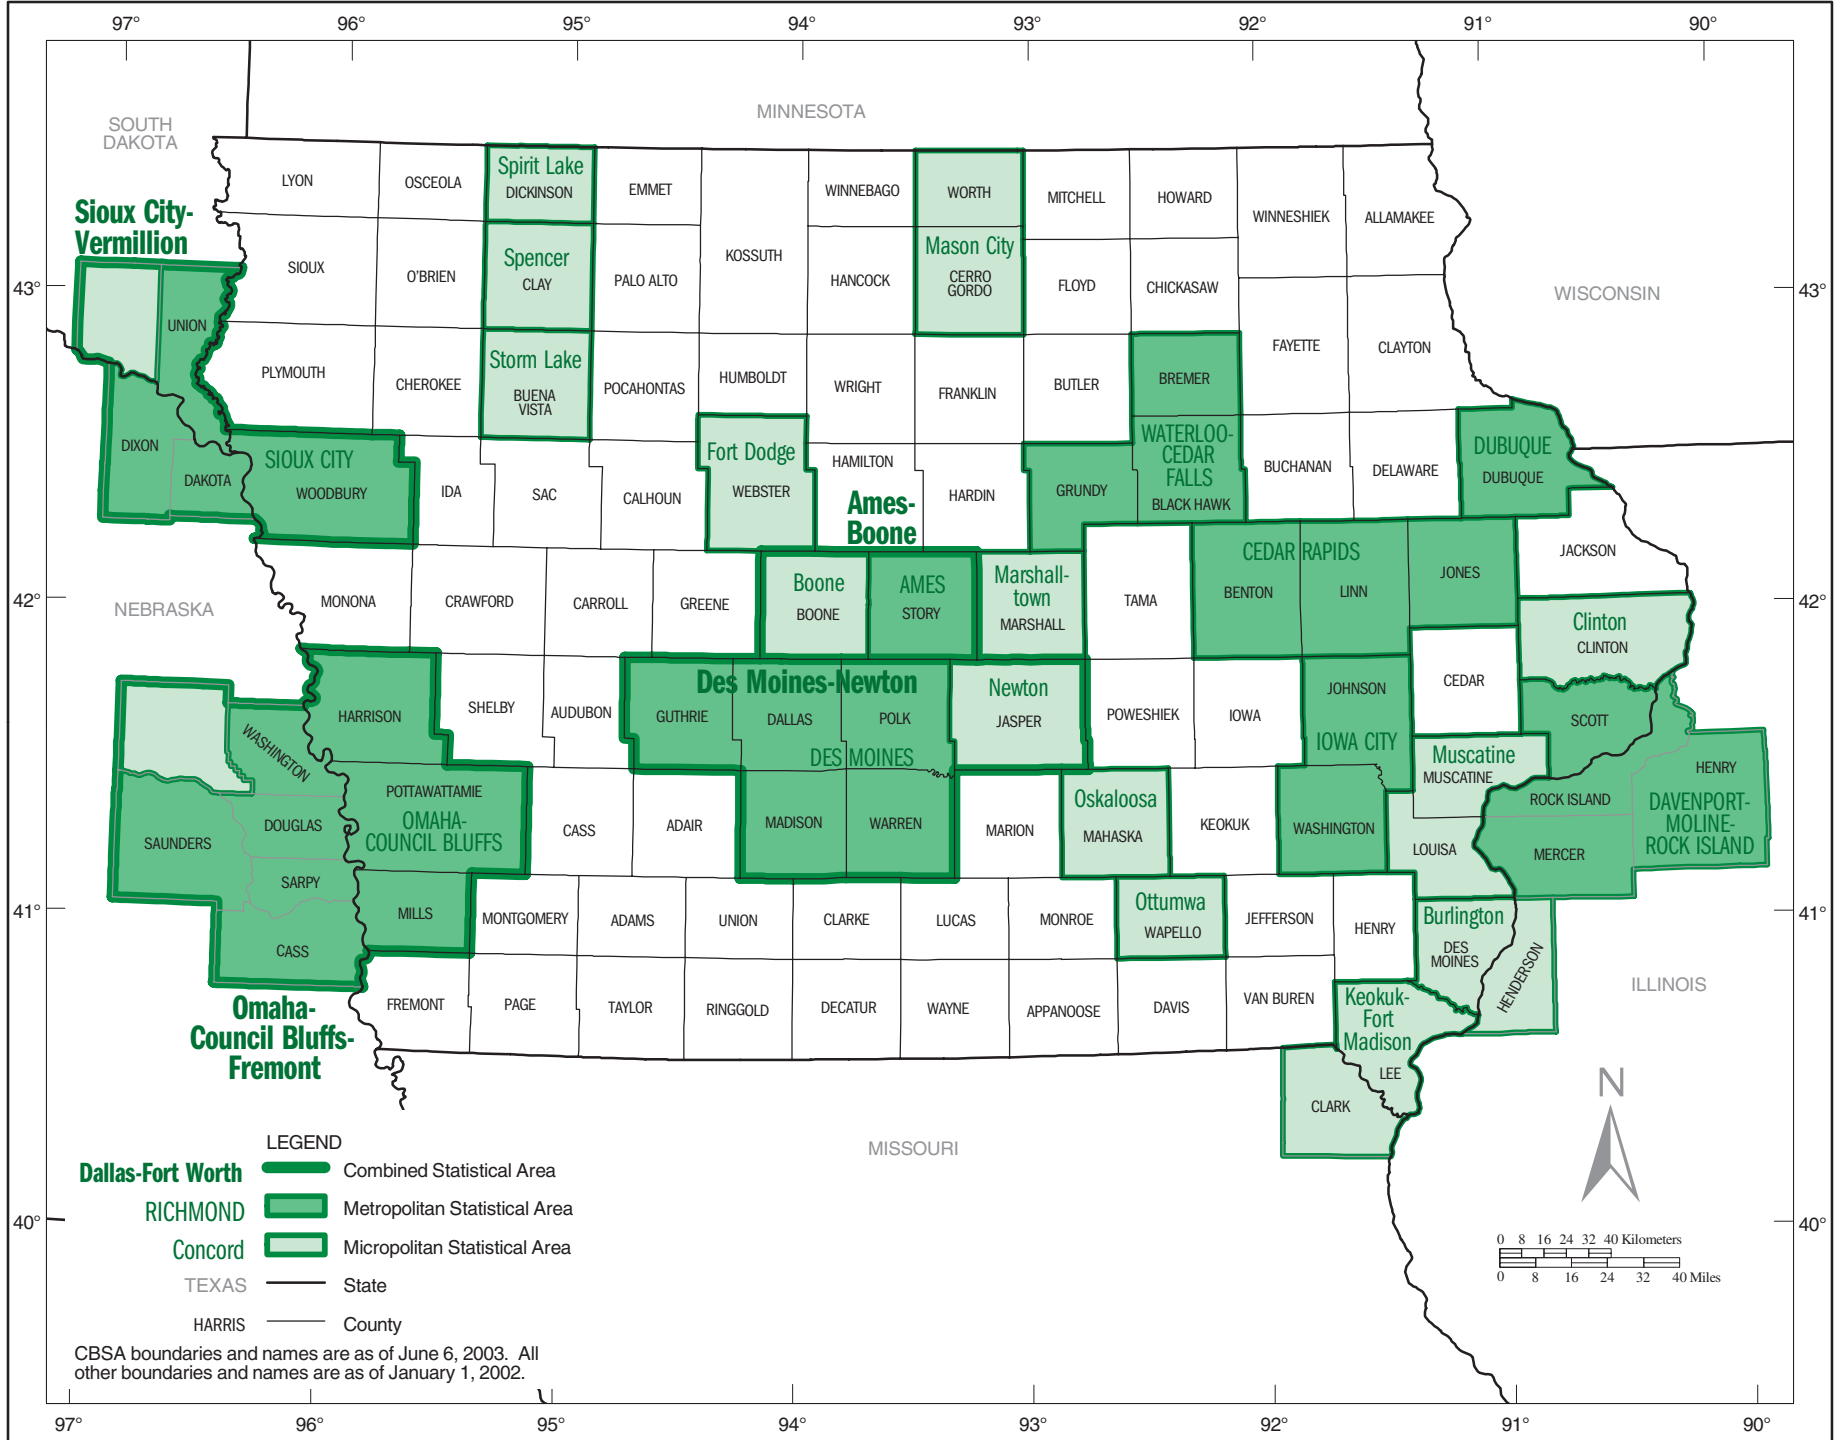 97°
96°
95°
94°
93°
92°
91°
90°
MINNESOTA
SOUTH
DAKOTA
Spirit Lake
DICKINSON
LYON
OSCEOLA
EMMET
WINNEBAGO
WORTH
MITCHELL
HOWARD
WINNESHIEK
ALLAMAKEE
Sioux City-
Vermillion
SIOUX
O'BRIEN
Spencer
CLAY
PALO ALTO
KOSSUTH
HANCOCK
Mason City
CERRO
GORDO
FLOYD
CHICKASAW
43°
43°
WISCONSIN
UNION
PLYMOUTH
CHEROKEE
Storm Lake
BUENA
VISTA
POCAHONTAS
HUMBOLDT
WRIGHT
FRANKLIN
BUTLER
BREMER
FAYETTE
CLAYTON
DIXON
DAKOTA
SIOUX CITY
WOODBURY
IDA
SAC
CALHOUN
Fort Dodge
WEBSTER
HAMILTON
HARDIN
GRUNDY
WATERLOO-
CEDAR
FALLS
BLACK HAWK
BUCHANAN
DELAWARE
DUBUQUE
DUBUQUE
Ames-
Boone
NEBRASKA
42°
42°
MONONA
CRAWFORD
CARROLL
GREENE
Boone
BOONE
AMES
STORY
Marshall-
town
MARSHALL
TAMA
CEDAR RAPIDS
BENTON
LINN
JONES
JACKSON
Clinton
CLINTON
HARRISON
SHELBY
AUDUBON
Des Moines-Newton
GUTHRIE
DALLAS
POLK
DES MOINES
Newton
JASPER
POWESHIEK
IOWA
JOHNSON
IOWA CITY
CEDAR
SCOTT
Muscatine
MUSCATINE
WASHINGTON
SAUNDERS
DOUGLAS
SARPY
CASS
POTTAWATTAMIE
OMAHA-
COUNCIL BLUFFS
CASS
ADAIR
MADISON
WARREN
MARION
Oskaloosa
MAHASKA
KEOKUK
WASHINGTON
LOUISA
ROCK ISLAND
MERCER
HENRY
DAVENPORT-
MOLINE-
ROCK ISLAND
41°
41°
MILLS
MONTGOMERY
ADAMS
UNION
CLARKE
LUCAS
MONROE
Ottumwa
WAPELLO
JEFFERSON
HENRY
Burlington
DES
MOINES
HENDERSON
ILLINOIS
Omaha-
Council Bluffs-
Fremont
FREMONT
PAGE
TAYLOR
RINGGOLD
DECATUR
WAYNE
APPANOOSE
DAVIS
VAN BUREN
Keokuk-
Fort
Madison
LEE
CLARK
MISSOURI
N
LEGEND
Dallas-Fort Worth
Combined Statistical Area
RICHMOND
Metropolitan Statistical Area
Concord
Micropolitan Statistical Area
TEXAS
State
HARRIS
County
40°
40°
0 8 16 24 32 40 Kilometers
0 8 16 24 32 40 Miles
CBSA boundaries and names are as of June 6, 2003. All
other boundaries and names are as of January 1, 2002.
97°
96°
95°
94°
93°
92°
91°
90°